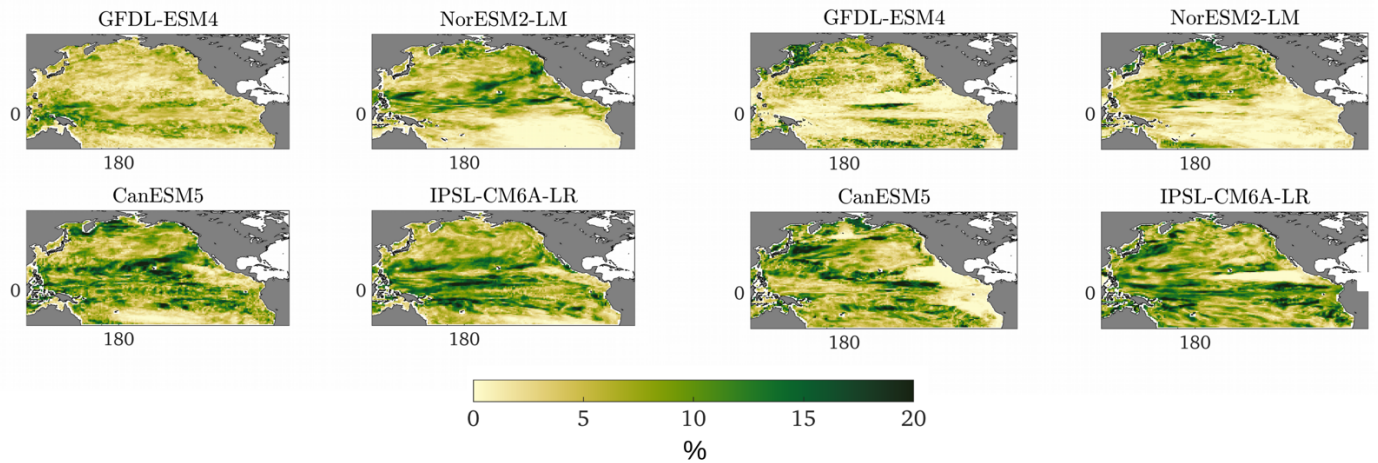 GFDL-ESM4 NorESM2-LM GFDL-ESM4 NorESM2-LM
0 0 0 0
180 180 180 180
CanESM5 IPSL-CM6A-LR CanESM5 IPSL-CM6A-LR
0 0 0 0
180 180 180 180
0 5 10 15 20
%